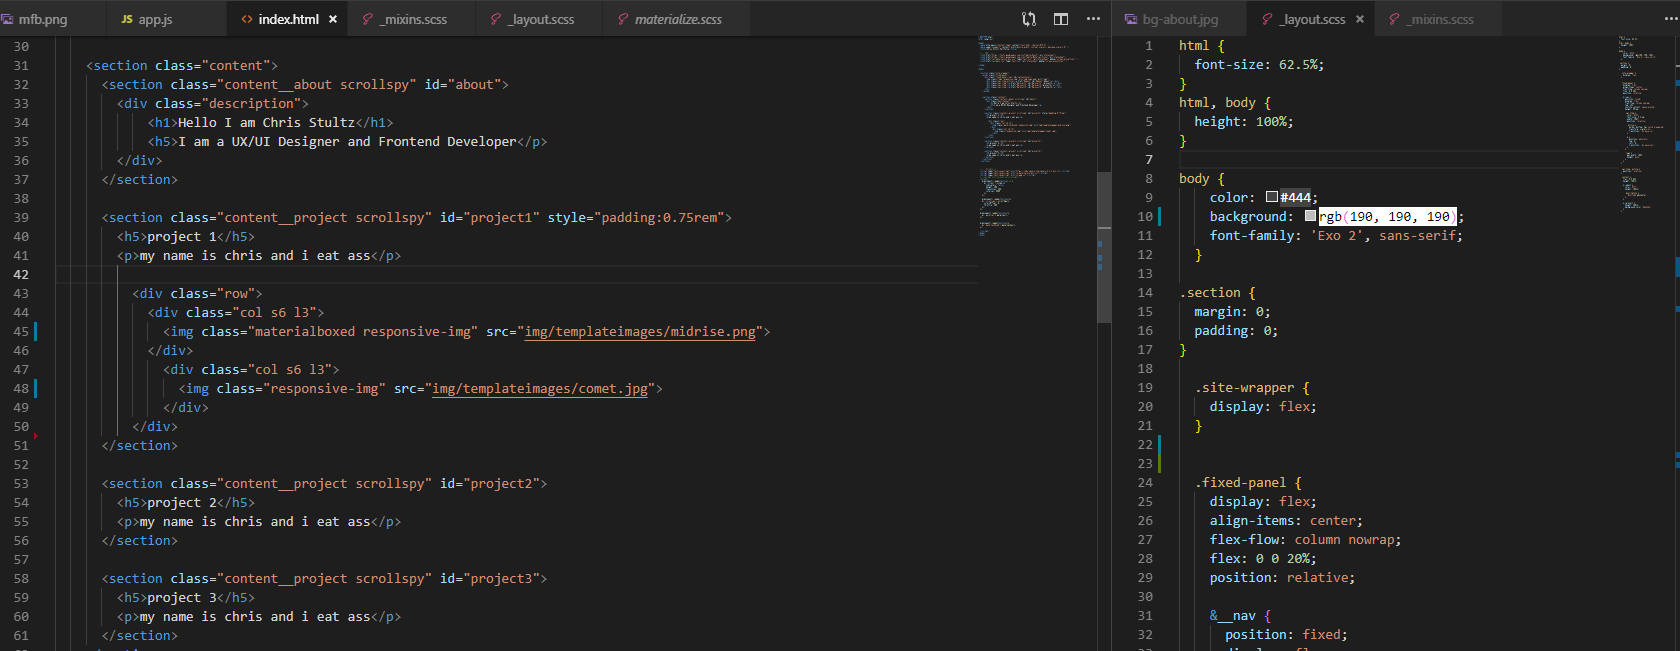 mfb.png JS app.js <> index.html × _mixins.scss _layout.scss materialize.scss ••• bg-about.jpg _layout.scss × _mixins.scss •••
30
31 <section class="content">
32 <section class="content__about scrollspy" id="about">
33 <div class="description">
34 <h1>Hello I am Chris Stultz</h1>
35 <h5>I am a UX/UI Designer and Frontend Developer</p>
36 </div>
37 </section>
38
39 <section class="content__project scrollspy" id="project1" style="padding:0.75rem">
40 <h5>project 1</h5>
41 <p>my name is chris and i eat ass</p>
42
43 <div class="row">
44 <div class="col s6 l3">
45 <img class="materialboxed responsive-img" src="img/templateimages/midrise.png">
46 </div>
47 <div class="col s6 l3">
48 <img class="responsive-img" src="img/templateimages/comet.jpg">
49 </div>
50 </div>
51 </section>
52
53 <section class="content__project scrollspy" id="project2">
54 <h5>project 2</h5>
55 <p>my name is chris and i eat ass</p>
56 </section>
57
58 <section class="content__project scrollspy" id="project3">
59 <h5>project 3</h5>
60 <p>my name is chris and i eat ass</p>
61 </section>
1 html {
2 font-size: 62.5%;
3 }
4 html, body {
5 height: 100%;
6 }
7
8 body {
9 color: #444;
10 background: rgb(190, 190, 190);
11 font-family: 'Exo 2', sans-serif;
12 }
13
14 .section {
15 margin: 0;
16 padding: 0;
17 }
18
19 .site-wrapper {
20 display: flex;
21 }
22
23
24 .fixed-panel {
25 display: flex;
26 align-items: center;
27 flex-flow: column nowrap;
28 flex: 0 0 20%;
29 position: relative;
30
31 &__nav {
32 position: fixed;